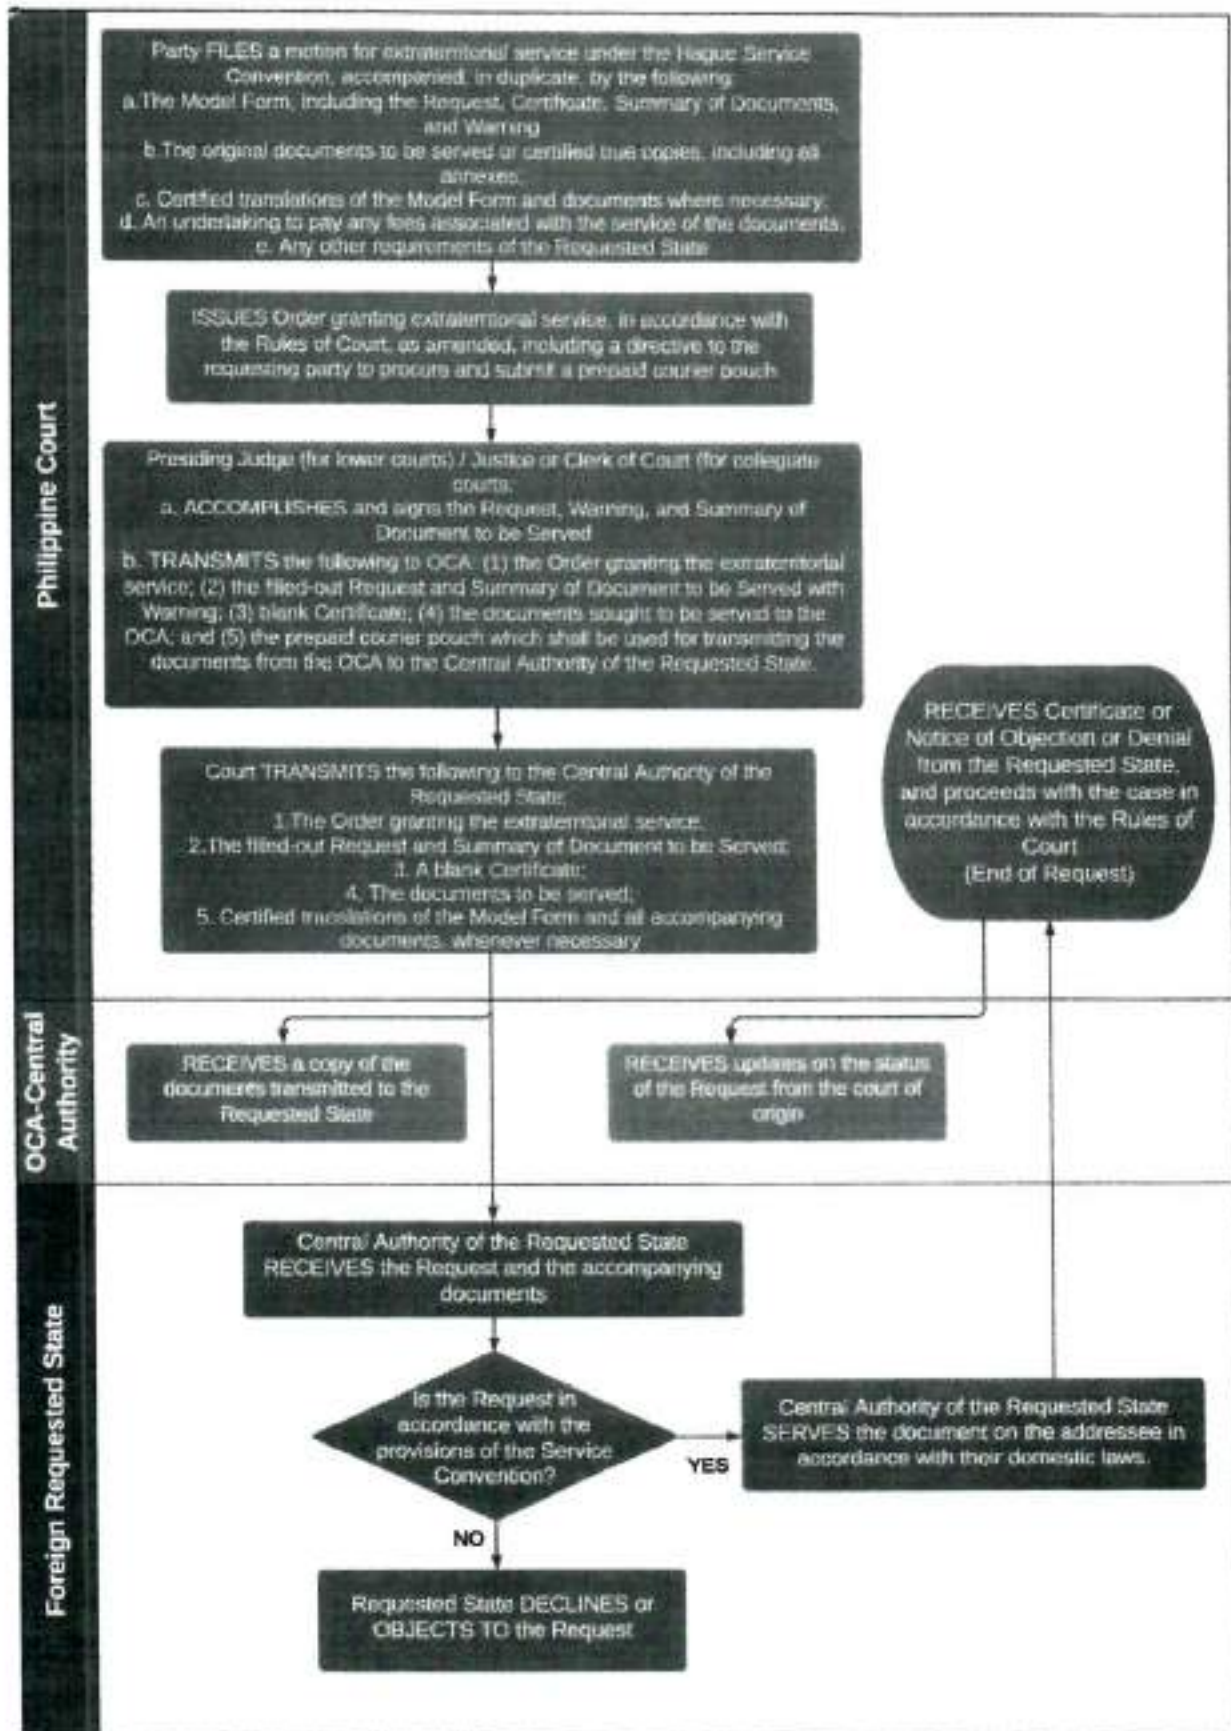 Philippine Court
Party FILES a motion for extraterritorial service under the Hague Service
Convention, accompanied, in duplicate, by the following
a.The Model Form, including the Request, Certificate, Summary of Documents,
and Warning
b.The original documents to be served or certified true copies, including all
annexes;
c. Certified translations of the Model Form and documents where necessary;
d. An undertaking to pay any fees associated with the service of the documents,
e. Any other requirements of the Requested State
ISSUES Order granting extraterritorial service, in accordance with
the Rules of Court, as amended, including a directive to the
requesting party to procure and submit a prepaid courier pouch
Presiding Judge (for lower courts) / Justice or Clerk of Court (for collegiate
courts:
a. ACCOMPLISHES and signs the Request, Warning, and Summary of
Document to be Served
b. TRANSMITS the following to OCA: (1) the Order granting the extraterritorial
service; (2) the filled-out Request and Summary of Document to be Served with
Warning; (3) blank Certificate; (4) the documents sought to be served to the
OCA; and (5) the prepaid courier pouch which shall be used for transmitting the
documents from the OCA to the Central Authority of the Requested State.
Court TRANSMITS the following to the Central Authority of the
Requested State;
1.The Order granting the extraterritorial service,
2.The filled-out Request and Summary of Document to be Served;
3. A blank Certificate;
4. The documents to be served;
5. Certified translations of the Model Form and all accompanying
documents, whenever necessary
RECEIVES Certificate or
Notice of Objection or Denial
from the Requested State,
and proceeds with the case in
accordance with the Rules of
Court
(End of Request)
OCA-Central
Authority
RECEIVES a copy of the
documents transmitted to the
Requested State
RECEIVES updates on the status
of the Request from the court of
origin
Foreign Requested State
Central Authority of the Requested State
RECEIVES the Request and the accompanying
documents
Is the Request in
accordance with the
provisions of the Service
Convention?
YES
Central Authority of the Requested State
SERVES the document on the addressee in
accordance with their domestic laws.
NO
Requested State DECLINES or
OBJECTS TO the Request